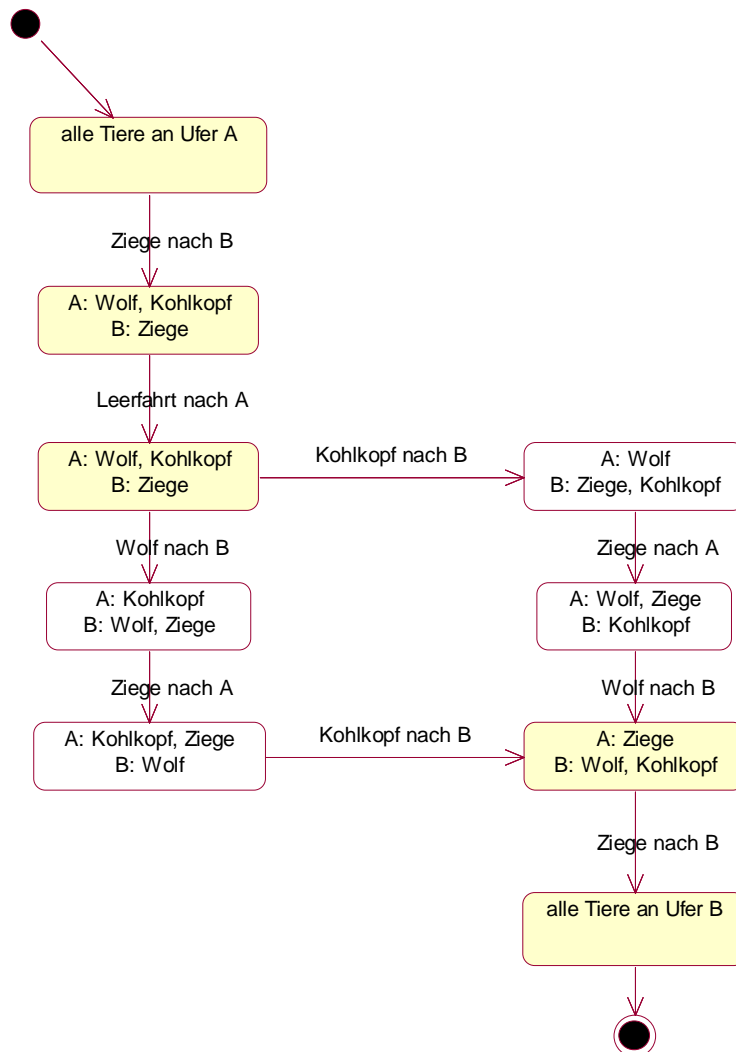 alle Tiere an Ufer A
Ziege nach B
A: Wolf, Kohlkopf
B: Ziege
Leerfahrt nach A
A: Wolf, Kohlkopf
B: Ziege
Kohlkopf nach B
A: Wolf
B: Ziege, Kohlkopf
Wolf nach B
Ziege nach A
A: Kohlkopf
B: Wolf, Ziege
A: Wolf, Ziege
B: Kohlkopf
Ziege nach A
Wolf nach B
A: Kohlkopf, Ziege
B: Wolf
Kohlkopf nach B
A: Ziege
B: Wolf, Kohlkopf
Ziege nach B
alle Tiere an Ufer B